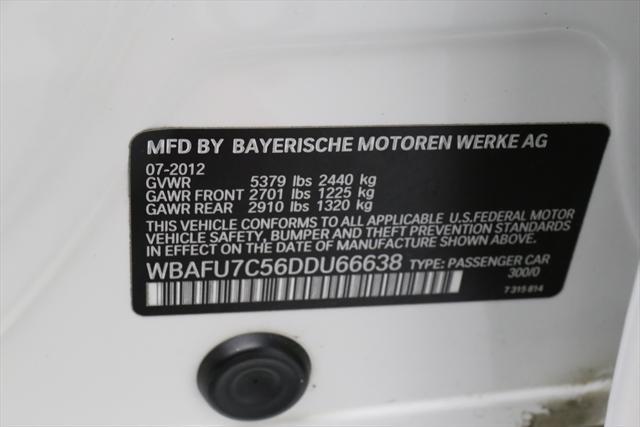 MFD BY BAYERISCHE MOTOREN WERKE AG
07-2012
GVWR 5379 lbs 2440 kg
GAWR FRONT 2701 lbs 1225 kg
GAWR REAR 2910 lbs 1320 kg
THIS VEHICLE CONFORMS TO ALL APPLICABLE U.S.FEDERAL MOTOR
VEHICLE SAFETY, BUMPER AND THEFT PREVENTION STANDARDS
IN EFFECT ON THE DATE OF MANUFACTURE SHOWN ABOVE.
WBAFU7C56DDU66638 TYPE: PASSENGER CAR
300/0
7 315 814